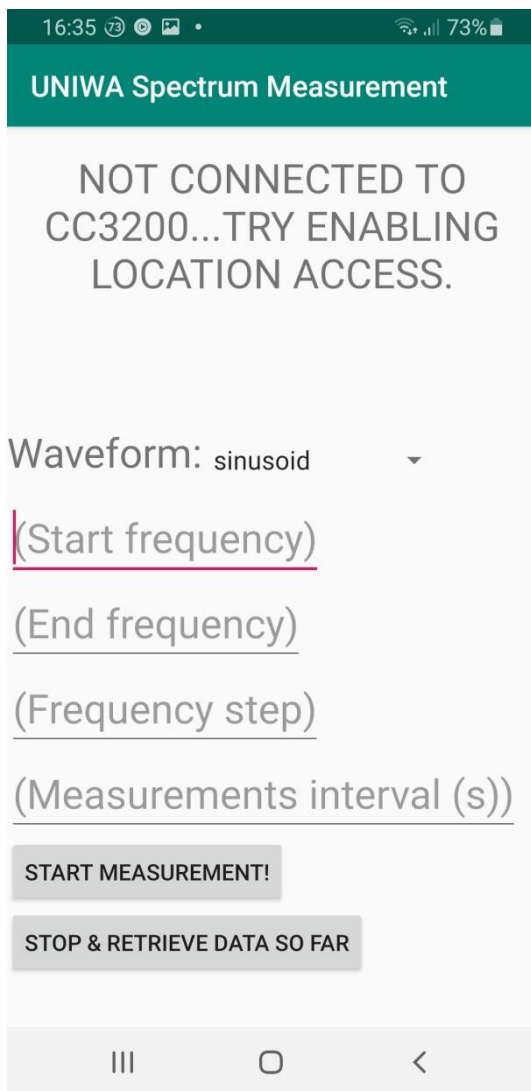 16:35 73 73%
UNIWA Spectrum Measurement
NOT CONNECTED TO
CC3200...TRY ENABLING
LOCATION ACCESS.
Waveform: sinusoid
(Start frequency)
(End frequency)
(Frequency step)
(Measurements interval (s))
START MEASUREMENT!
STOP & RETRIEVE DATA SO FAR